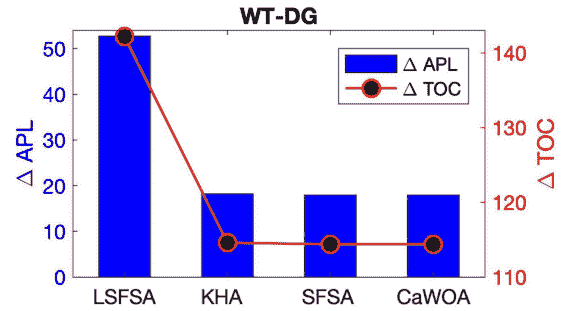 WT-DG
Δ APL
50
40
30
20
10
0
Δ APL
Δ TOC
140
130
120
110
Δ TOC
LSFSA KHA SFSA CaWOA